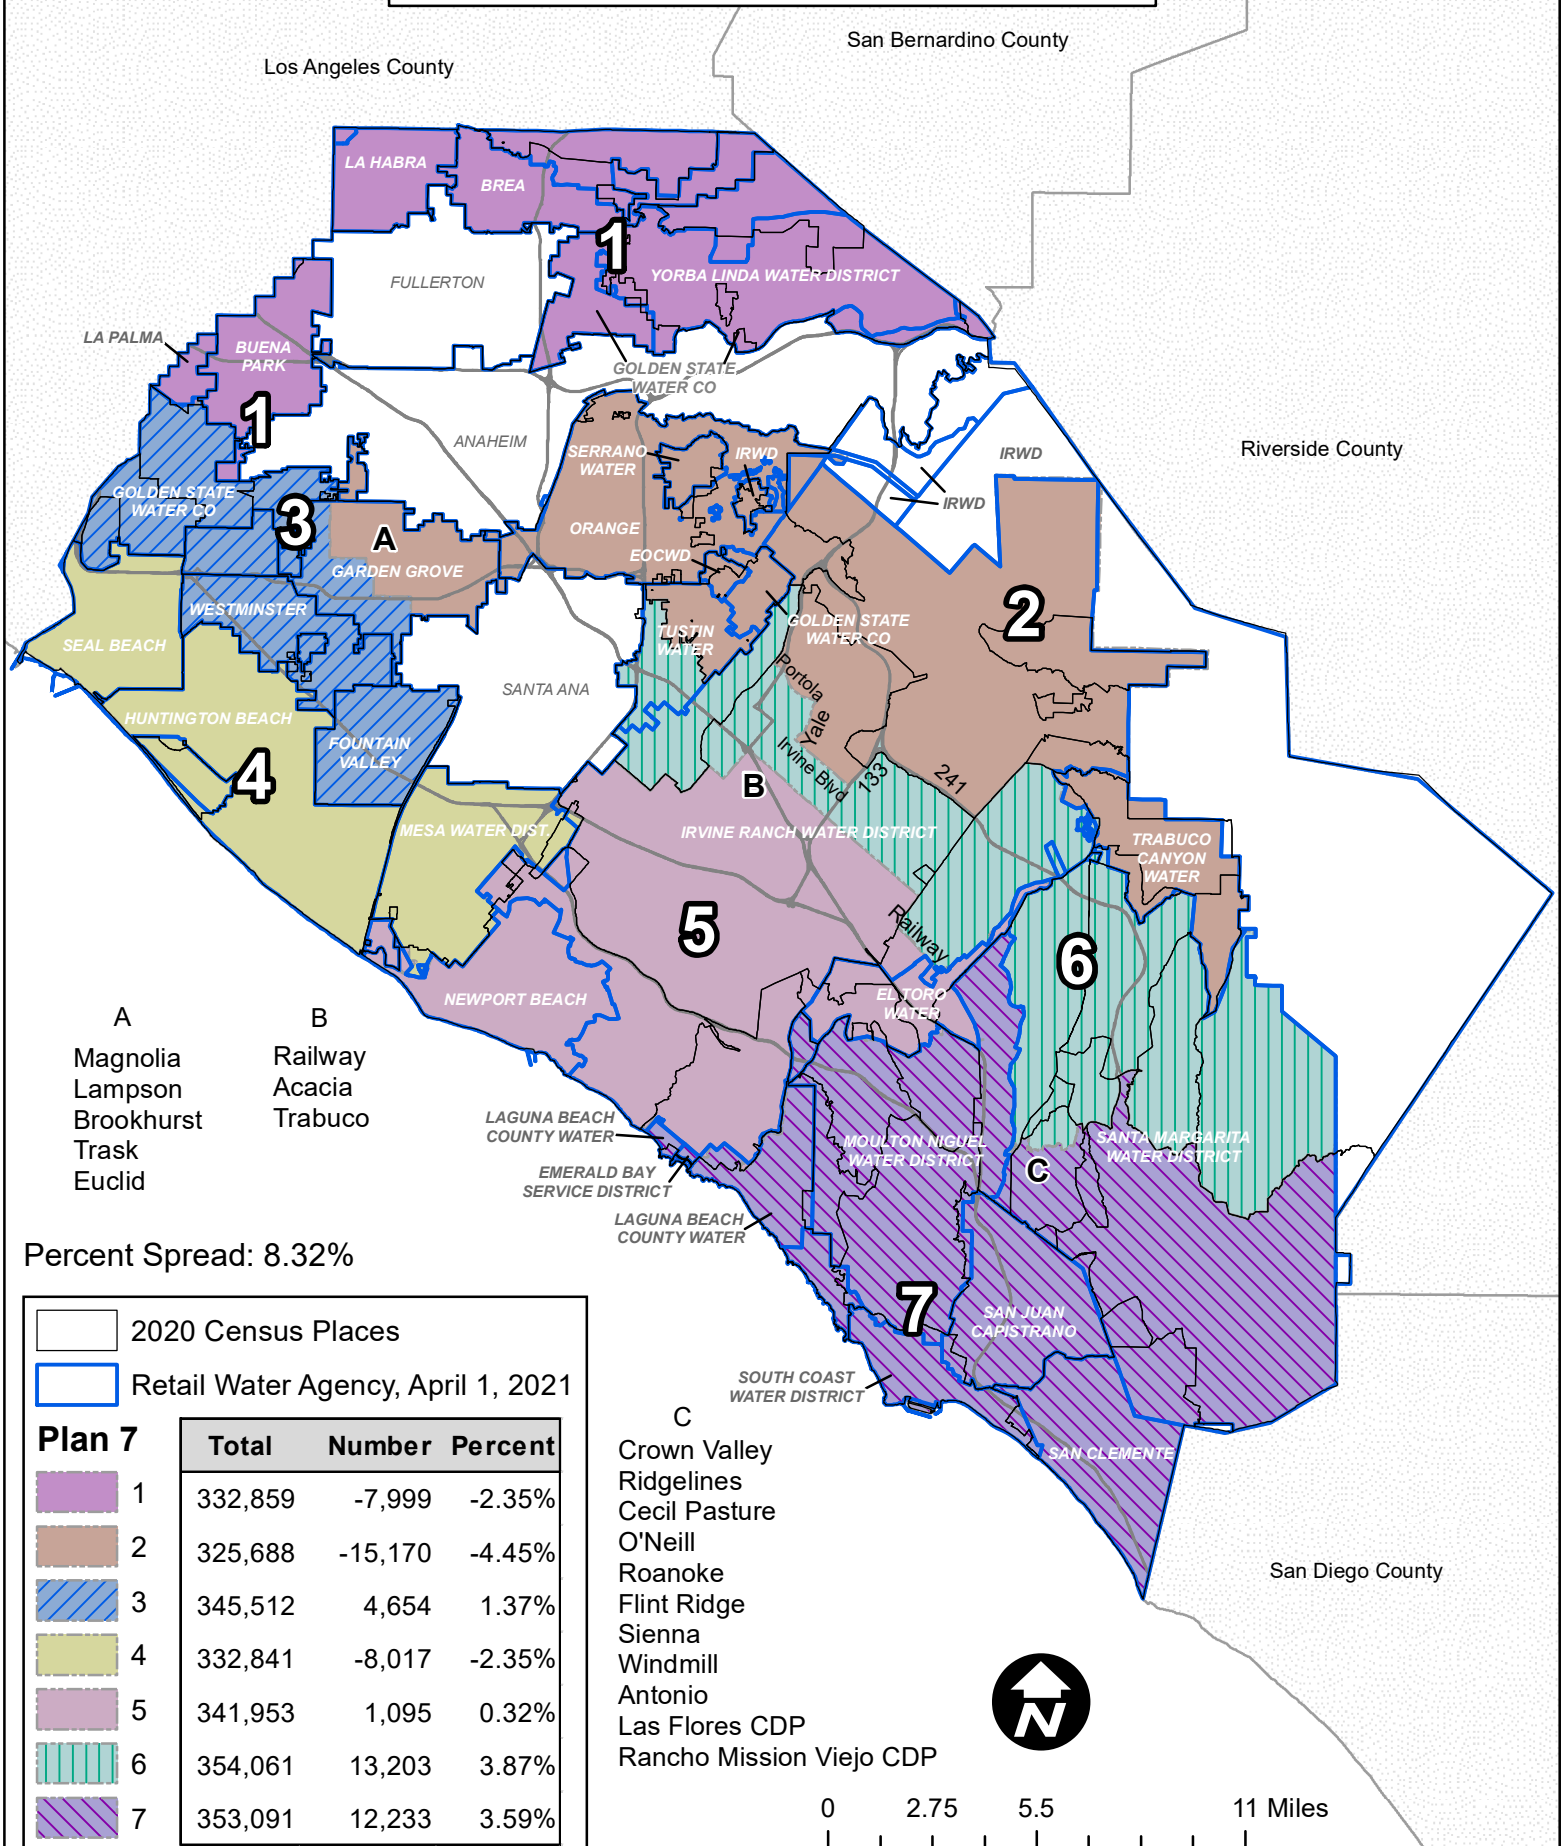 San Bernardino County
Los Angeles County
LA HABRA
BREA
1
YORBA LINDA WATER DISTRICT
FULLERTON
LA PALMA
BUENA
PARK
GOLDEN STATE
WATER CO
1
ANAHEIM
SERRANO
WATER
IRWD
IRWD
IRWD
Riverside County
GOLDEN STATE
WATER CO
3
A
ORANGE
EOCWD
GARDEN GROVE
WESTMINSTER
2
GOLDEN STATE
WATER CO
TUSTIN
WATER
SEAL BEACH
SANTA ANA
Portola
Yale
HUNTINGTON BEACH
FOUNTAIN
VALLEY
4
Irvine Blvd
133
241
B
MESA WATER DIST.
IRVINE RANCH WATER DISTRICT
TRABUCO
CANYON
WATER
5
Railway
6
NEWPORT BEACH
EL TORO
WATER
A
Magnolia
Lampson
Brookhurst
Trask
Euclid
B
Railway
Acacia
Trabuco
LAGUNA BEACH
COUNTY WATER
MOULTON NIGUEL
WATER DISTRICT
SANTA MARGARITA
WATER DISTRICT
C
EMERALD BAY
SERVICE DISTRICT
LAGUNA BEACH
COUNTY WATER
Percent Spread: 8.32%
7
SAN JUAN
CAPISTRANO
SOUTH COAST
WATER DISTRICT
SAN CLEMENTE
San Diego County
C
Crown Valley
Ridgelines
Cecil Pasture
O'Neill
Roanoke
Flint Ridge
Sienna
Windmill
Antonio
Las Flores CDP
Rancho Mission Viejo CDP
2020 Census Places
Retail Water Agency, April 1, 2021
Plan 7 Total Number Percent
1 332,859 -7,999 -2.35%
2 325,688 -15,170 -4.45%
3 345,512 4,654 1.37%
4 332,841 -8,017 -2.35%
5 341,953 1,095 0.32%
6 354,061 13,203 3.87%
7 353,091 12,233 3.59%
N
0 2.75 5.5 11 Miles